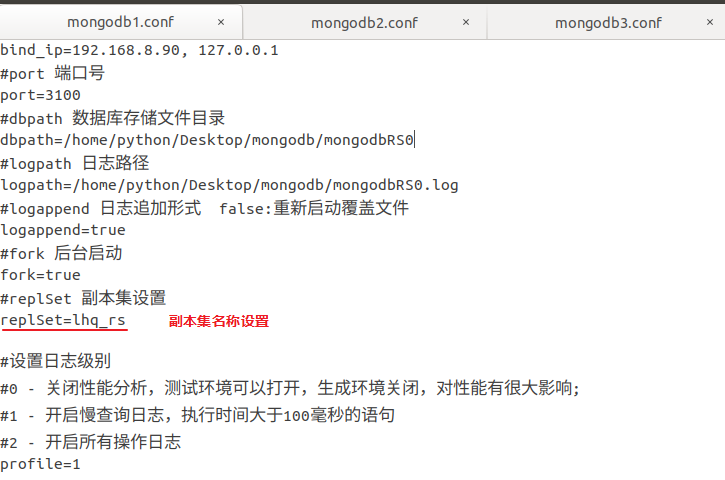 mongodb1.conf × mongodb2.conf × mongodb3.conf ×
bind_ip=192.168.8.90, 127.0.0.1
#port 端口号
port=3100
#dbpath 数据库存储文件目录
dbpath=/home/python/Desktop/mongodb/mongodbRS0
#logpath 日志路径
logpath=/home/python/Desktop/mongodb/mongodbRS0.log
#logappend 日志追加形式  false:重新启动覆盖文件
logappend=true
#fork 后台启动
fork=true
#replSet 副本集设置
replSet=lhq_rs 副本集名称设置
#设置日志级别
#0 - 关闭性能分析，测试环境可以打开，生成环境关闭，对性能有很大影响;
#1 - 开启慢查询日志，执行时间大于100毫秒的语句
#2 - 开启所有操作日志
profile=1